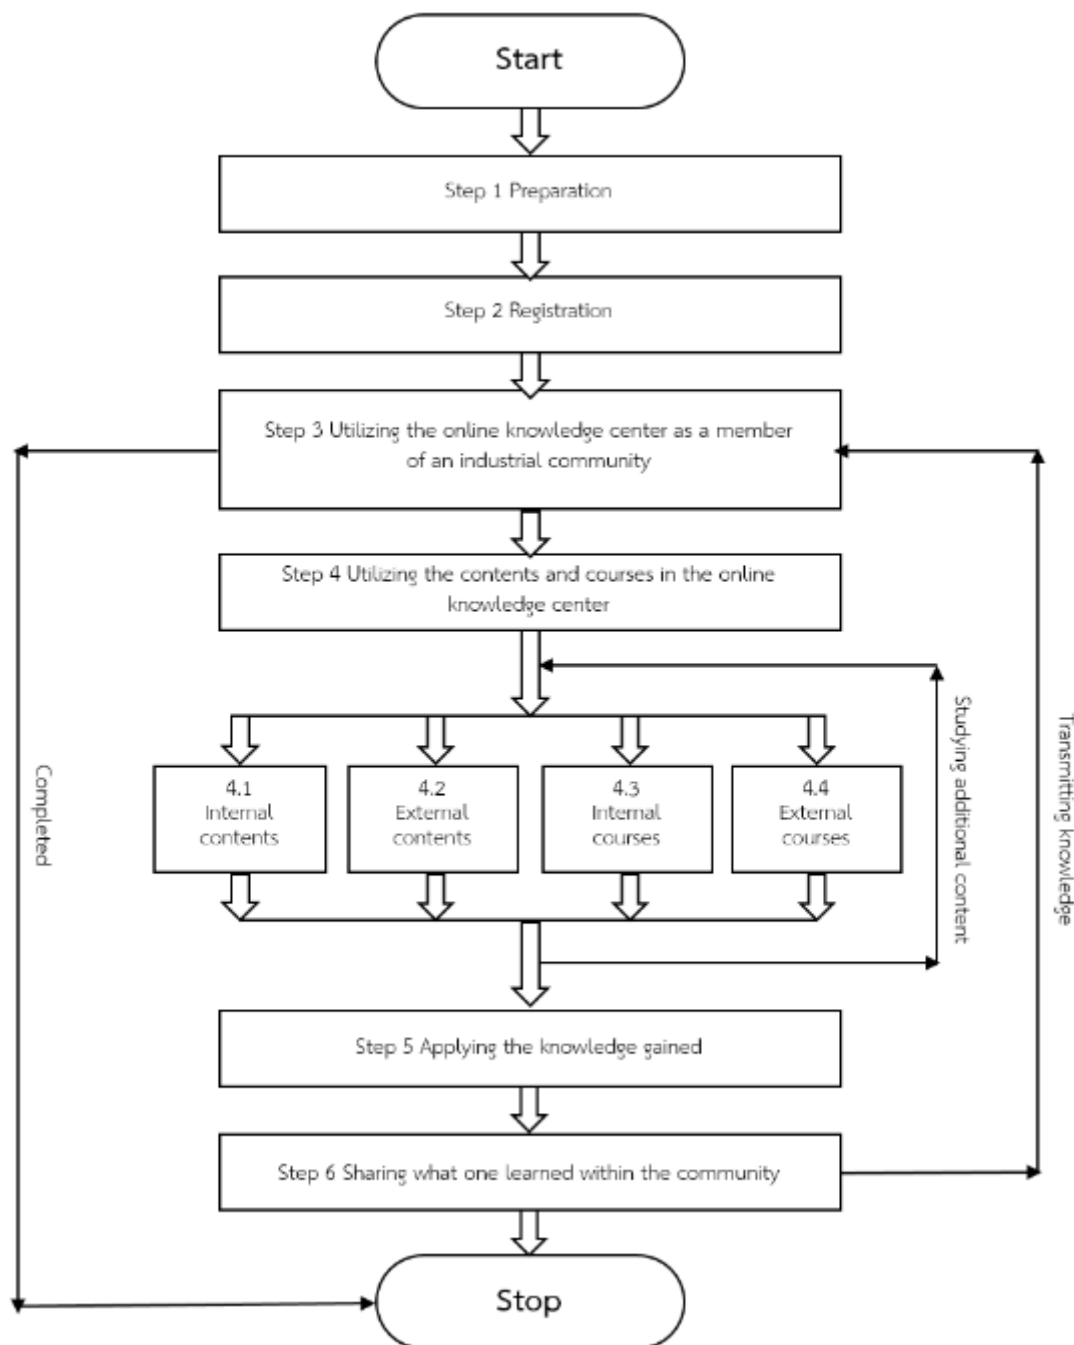 Start
Step 1 Preparation
Step 2 Registration
Step 3 Utilizing the online knowledge center as a member
of an industrial community
Step 4 Utilizing the contents and courses in the online
knowledge center
4.1
Internal
contents
4.2
External
contents
4.3
Internal
courses
4.4
External
courses
Studying additional content
Transmitting knowledge
Completed
Step 5 Applying the knowledge gained
Step 6 Sharing what one learned within the community
Stop